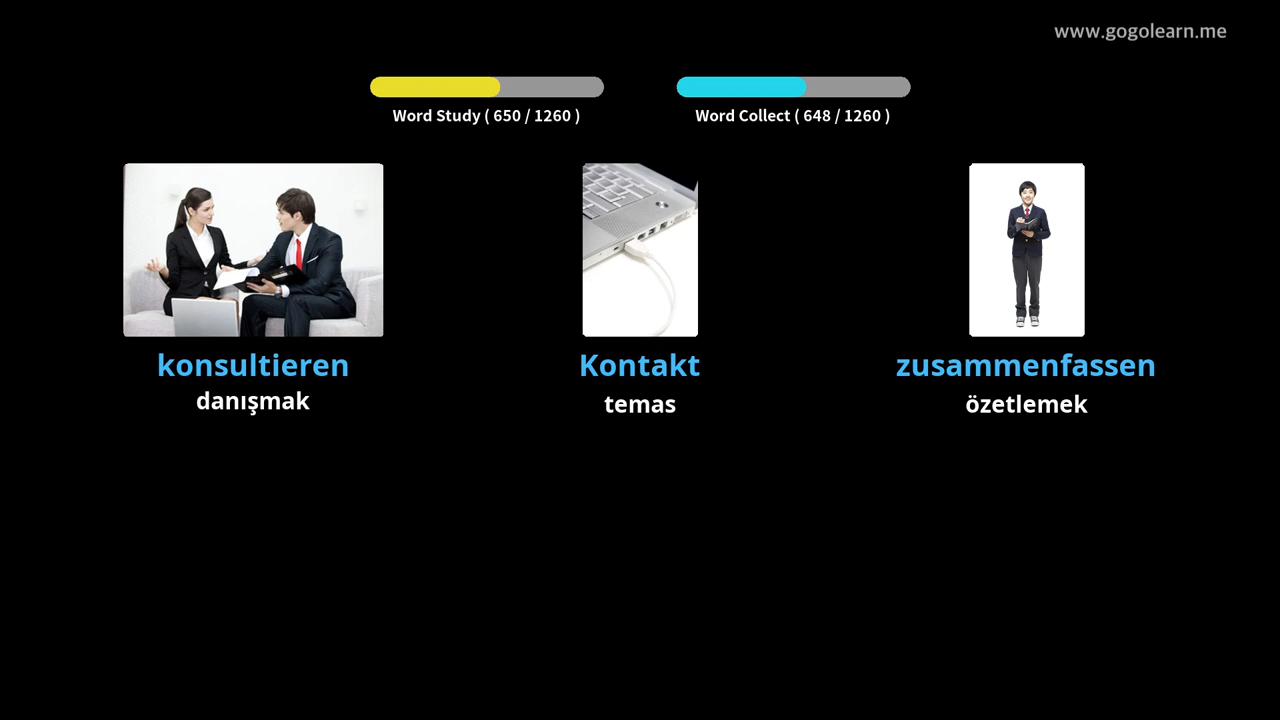 www.gogolearn.me
Word Study ( 650 / 1260 )
Word Collect ( 648 / 1260 )
konsultieren
danışmak
Kontakt
temas
zusammenfassen
özetlemek